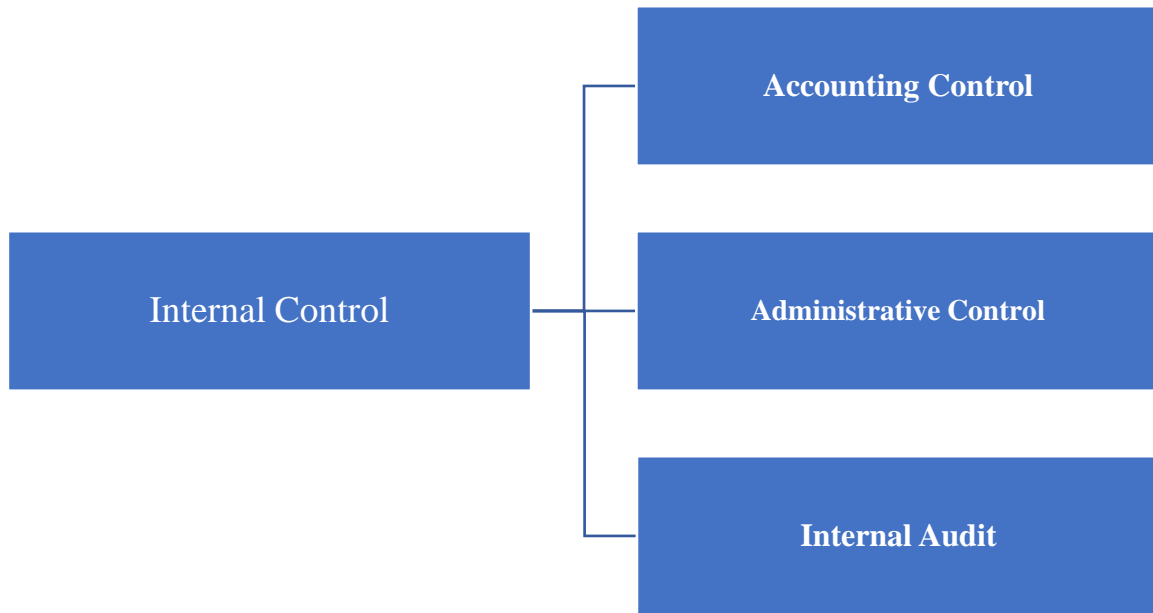 Accounting Control
Internal Control
Administrative Control
Internal Audit